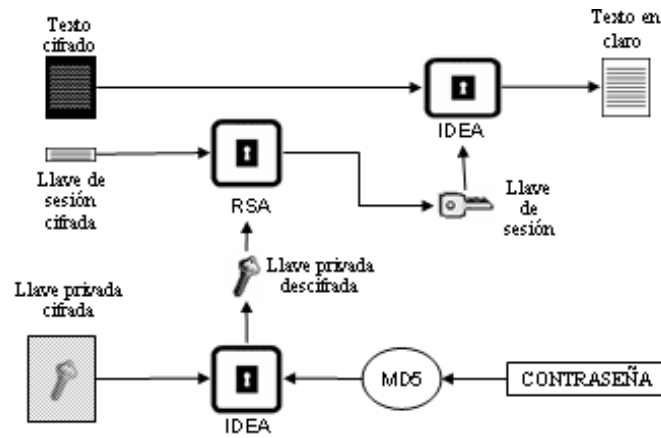 Texto
cifrado
Texto en
claro
IDEA
Llave de
sesión
cifrada
RSA
Llave
de
sesión
Llave privada
descifrada
Llave privada
cifrada
MD5
CONTRASEÑA
IDEA